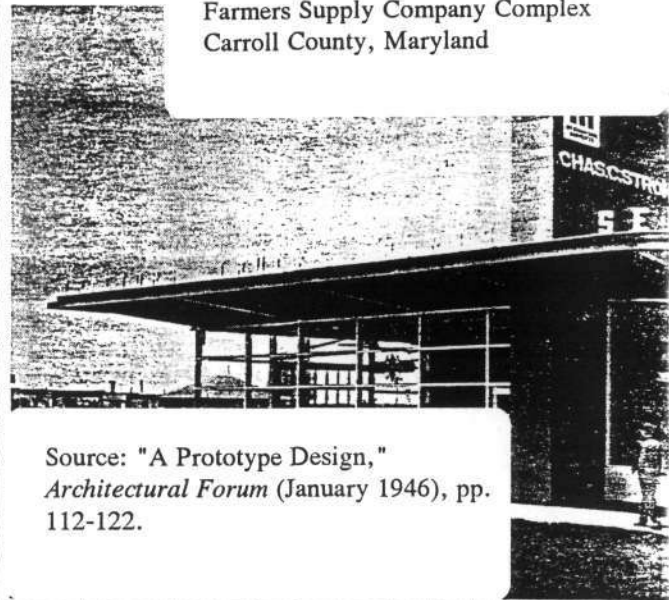 Farmers Supply Company Complex
Carroll County, Maryland
CHAS.C.STRO
SE
Source: "A Prototype Design,"
Architectural Forum (January 1946), pp.
112-122.